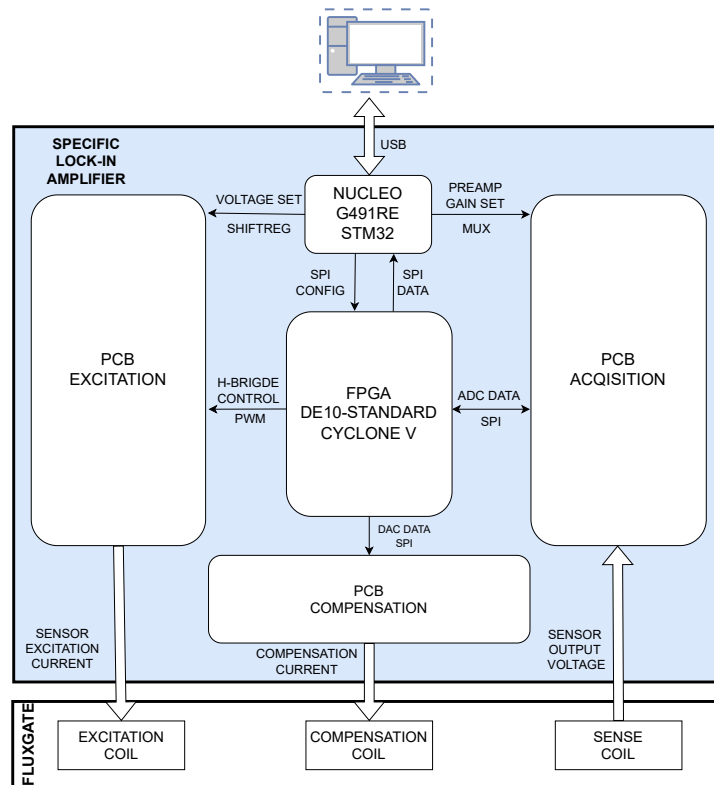 USB
SPECIFIC
LOCK-IN
AMPLIFIER
VOLTAGE SET
SHIFTREG
NUCLEO
G491RE
STM32
PREAMP
GAIN SET
MUX
SPI
CONFIG
SPI
DATA
PCB
EXCITATION
H-BRIGDE
CONTROL
PWM
FPGA
DE10-STANDARD
CYCLONE V
ADC DATA
SPI
PCB
ACQISITION
DAC DATA
SPI
PCB
COMPENSATION
SENSOR
EXCITATION
CURRENT
COMPENSATION
CURRENT
SENSOR
OUTPUT
VOLTAGE
FLUXGATE
EXCITATION
COIL
COMPENSATION
COIL
SENSE
COIL